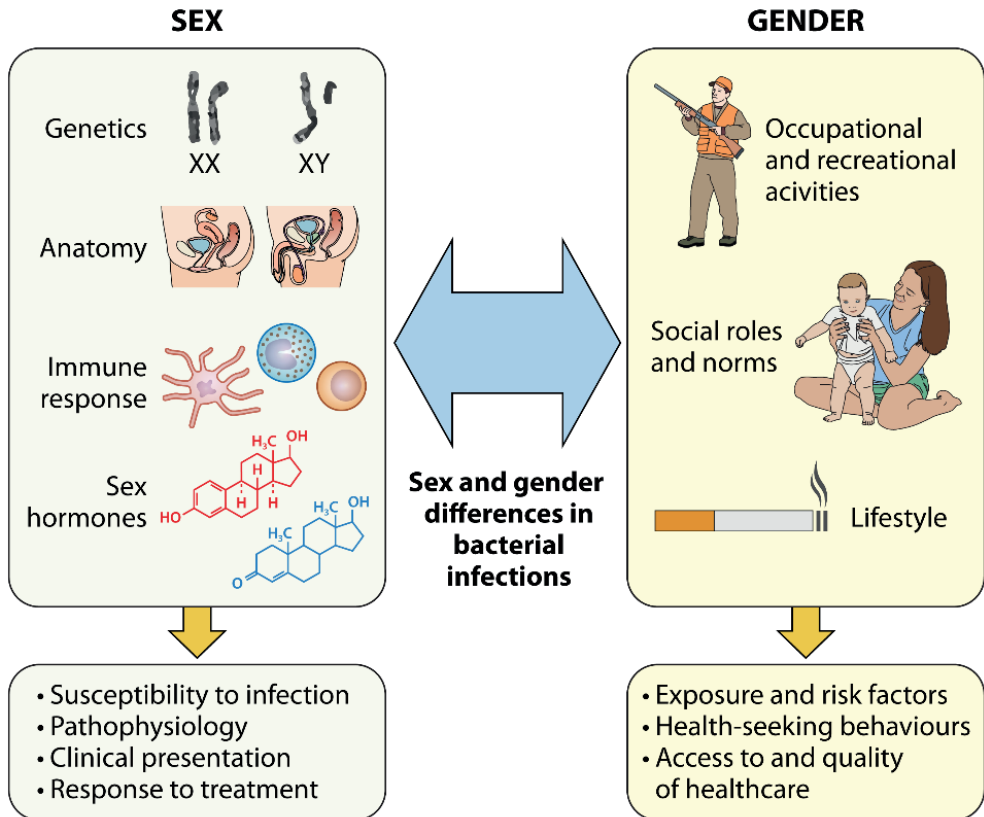 SEX
Genetics
XX
XY
Anatomy
Immune
response
Sex
hormones
OH
H₃C
H
H
H
HO
OH
H₃C
H₃C
O
• Susceptibility to infection
• Pathophysiology
• Clinical presentation
• Response to treatment
Sex and gender
differences in
bacterial
infections
GENDER
Occupational
and recreational
acivities
Social roles
and norms
Lifestyle
• Exposure and risk factors
• Health-seeking behaviours
• Access to and quality
of healthcare